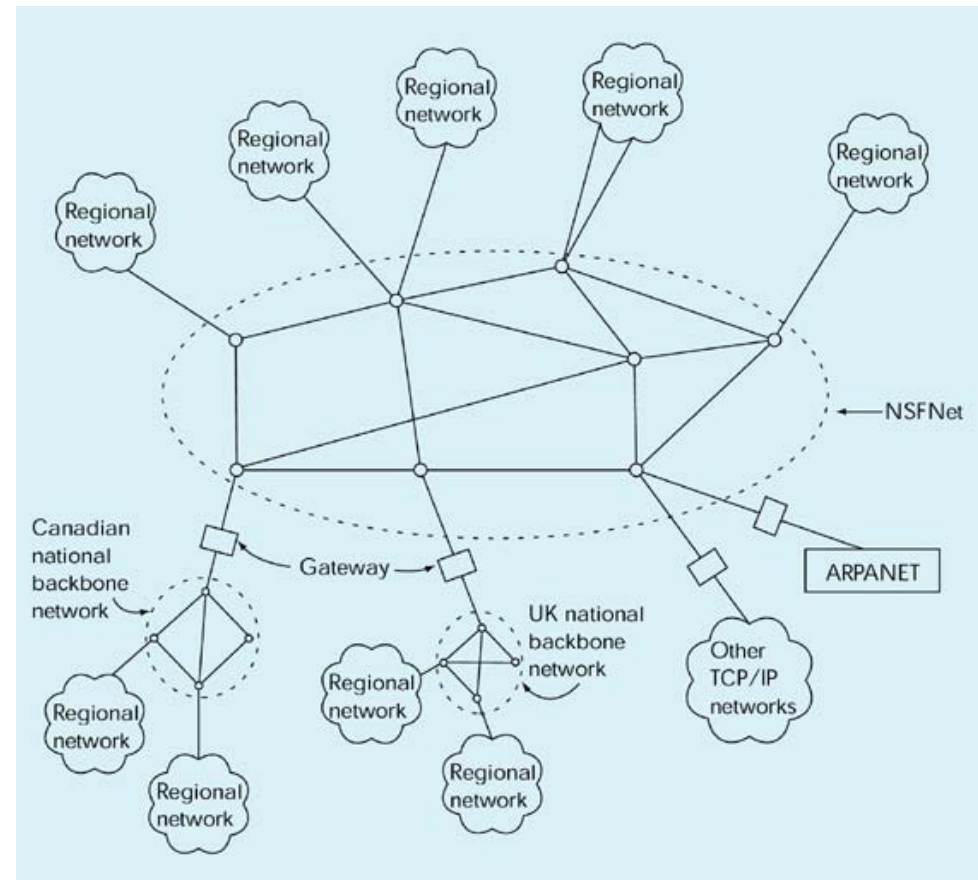 Regional
network
Regional
network
Regional
network
Regional
network
Regional
network
NSFNet
Canadian
national
backbone
network
Gateway
ARPANET
UK national
backbone
network
Other
TCP/IP
networks
Regional
network
Regional
network
Regional
network
Regional
network